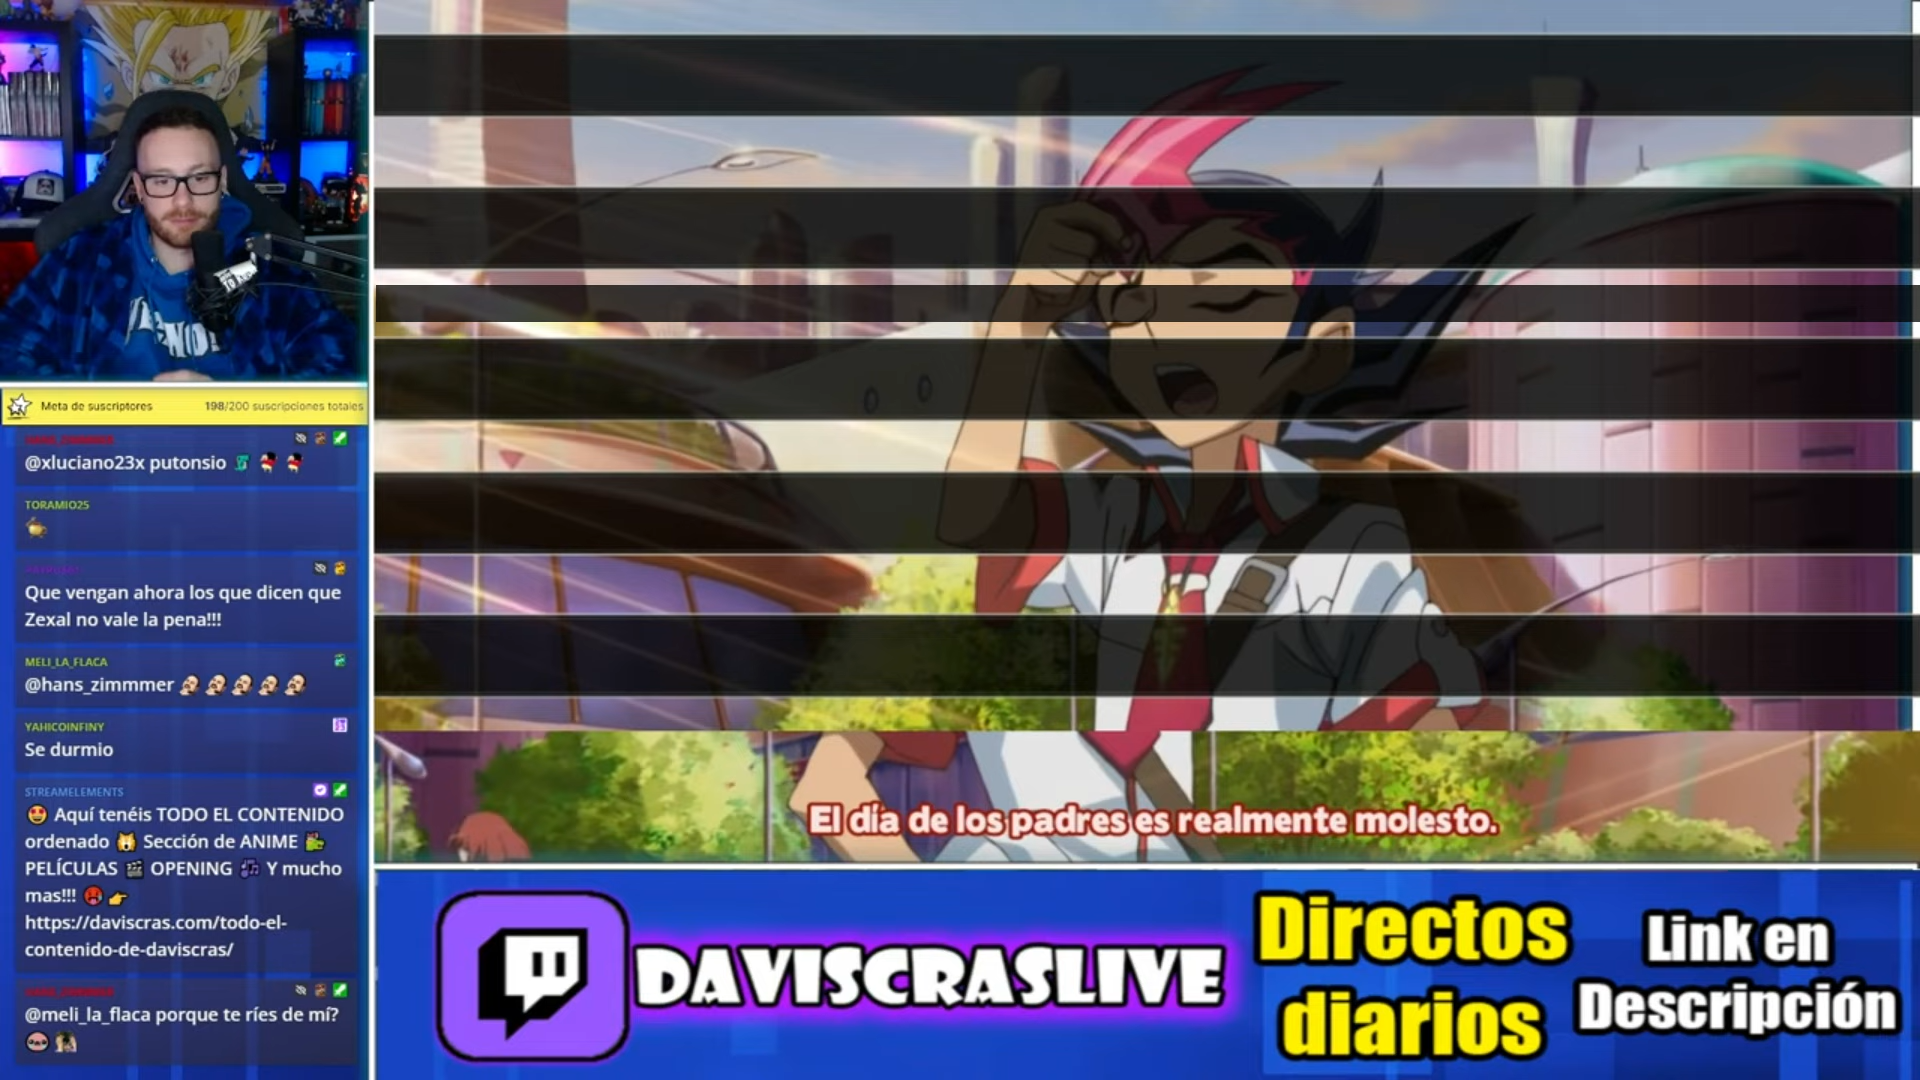 Meta de suscriptores 198/200 suscripciones totales
@xluciano23x putonsio
TORAMIO25
Que vengan ahora los que dicen que
Zexal no vale la pena!!!
MELI_LA_FLACA
@hans_zimmmer
YAHICOINFINY
Se durmio
STREAMELEMENTS
Aquí tenéis TODO EL CONTENIDO
ordenado Sección de ANIME
PELÍCULAS OPENING Y mucho
mas!!!
https://daviscras.com/todo-el-
contenido-de-daviscras/
@meli_la_flaca porque te ríes de mí?
El día de los padres es realmente molesto.
DAVISCRASLIVE
Directos
diarios
Link en
Descripción